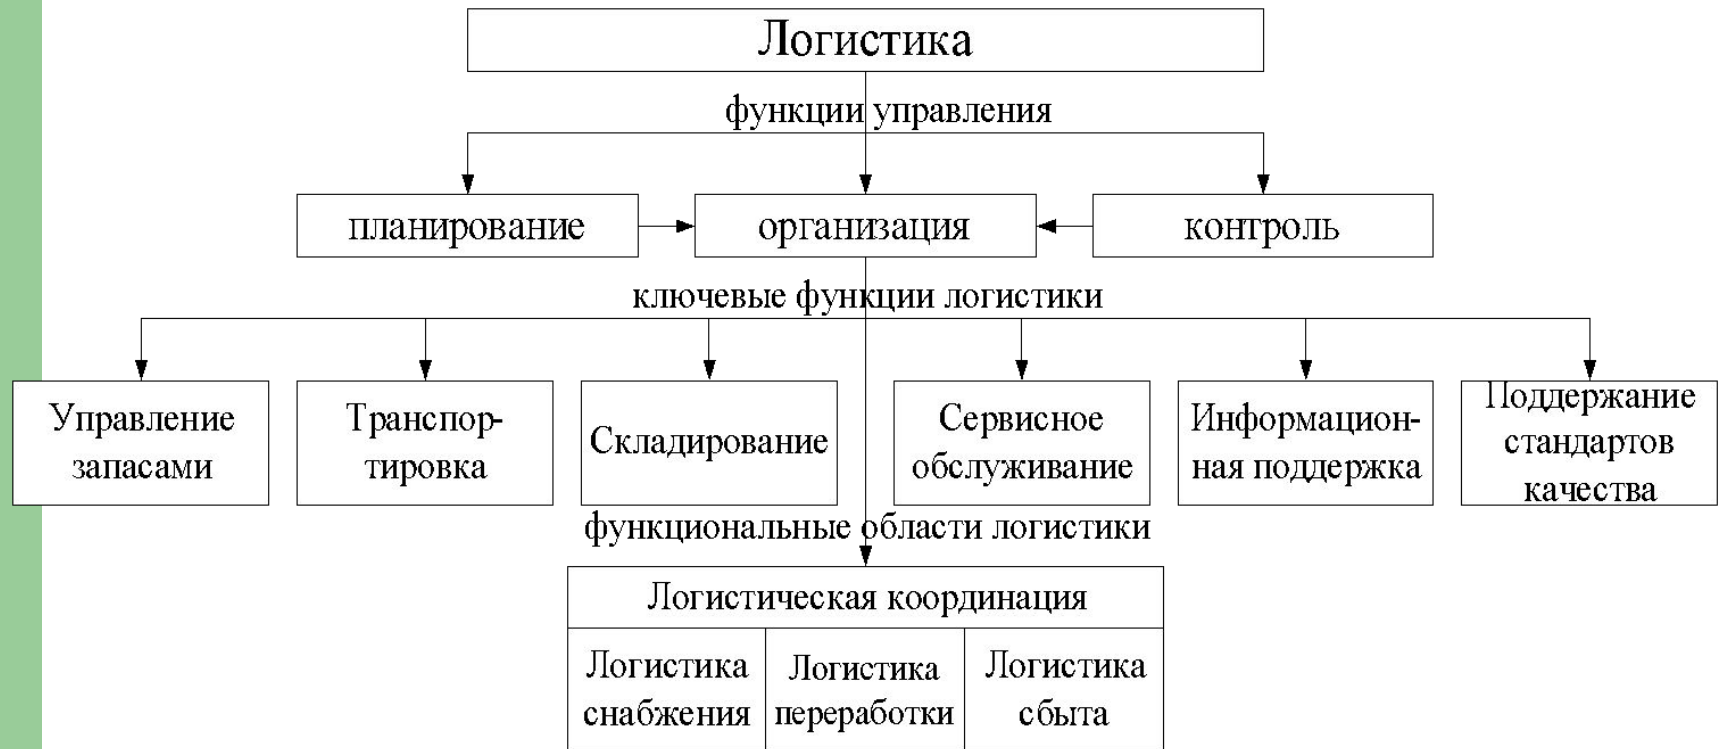 Логистика
функции управления
планирование
организация
контроль
ключевые функции логистики
Управление
запасами
Транспор-
тировка
Складирование
Сервисное
обслуживание
Информацион-
ная поддержка
Поддержание
стандартов
качества
функциональные области логистики
Логистическая координация
Логистика
снабжения
Логистика
переработки
Логистика
сбыта